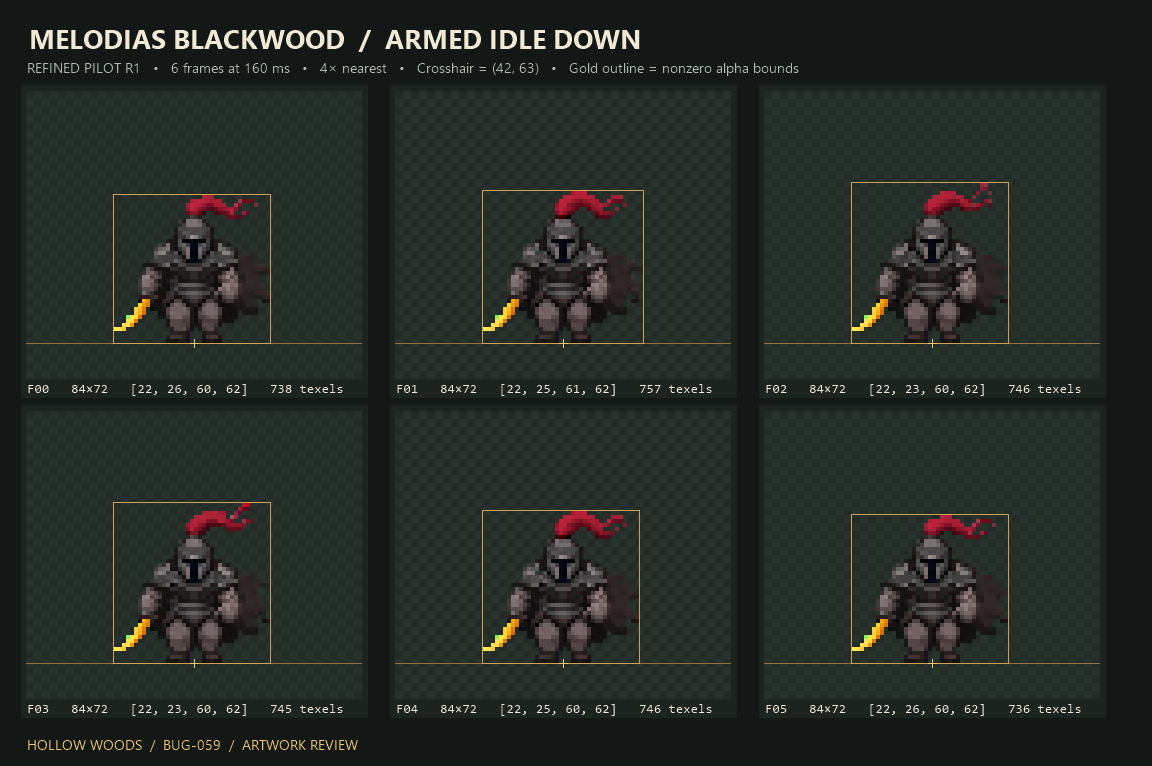 MELODIAS BLACKWOOD / ARMED IDLE DOWN
REFINED PILOT R1 • 6 frames at 160 ms • 4× nearest • Crosshair = (42, 63) • Gold outline = nonzero alpha bounds
F00 84×72 [22, 26, 60, 62] 738 texels
F01 84×72 [22, 25, 61, 62] 757 texels
F02 84×72 [22, 23, 60, 62] 746 texels
F03 84×72 [22, 23, 60, 62] 745 texels
F04 84×72 [22, 25, 60, 62] 746 texels
F05 84×72 [22, 26, 60, 62] 736 texels
HOLLOW WOODS / BUG-059 / ARTWORK REVIEW